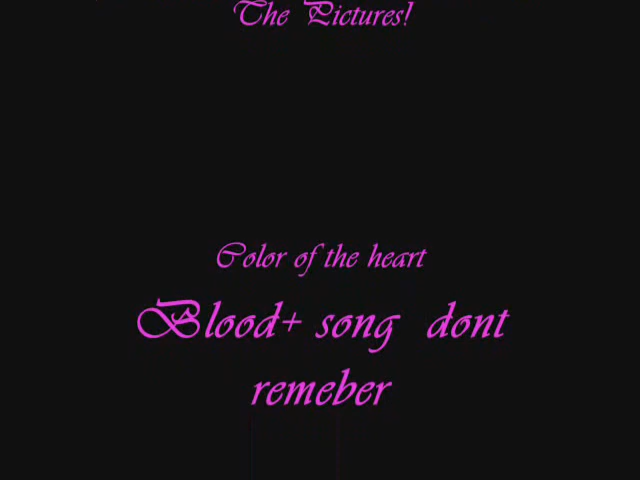 The Pictures!
Color of the heart
Blood+ song dont
remeber